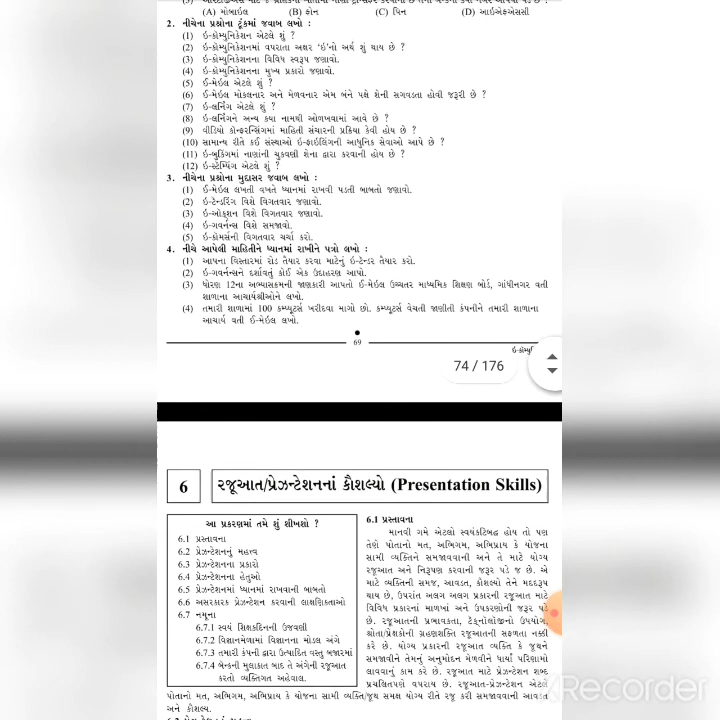 (A) મોબાઇલ (B) ફોન (C) પિન (D) આઈએફએસસી
2. નીચેના પ્રશ્નોના ટૂંકમાં જવાબ લખો :
(1) ઇ-કોમ્યુનિકેશન એટલે શું ?
(2) ઇ-કોમ્યુનિકેશનમાં વપરાતા અક્ષર ‘ઇ’નો અર્થ શું થાય છે ?
(3) ઇ-કોમ્યુનિકેશનના વિવિધ સ્વરૂપ જણાવો.
(4) ઇ-કોમ્યુનિકેશનના મુખ્ય પ્રકારો જણાવો.
(5) ઈ-મેઇલ એટલે શું ?
(6) ઈ-મેઇલ મોકલનાર અને મેળવનાર એમ બંને પક્ષે શેની સગવડતા હોવી જરૂરી છે ?
(7) ઇ-લર્નિંગ એટલે શું ?
(8) ઇ-લર્નિંગને અન્ય કયા નામથી ઓળખવામાં આવે છે ?
(9) વીડિયો કોન્ફરન્સિંગમાં માહિતી સંચારની પ્રક્રિયા કેવી હોય છે ?
(10) સામાન્ય રીતે કઈ સંસ્થાઓ ઇ-ફાઇલિંગની આધુનિક સેવાઓ આપે છે ?
(11) ઇ-બુકિંગમાં નાણાંની ચુકવણી શેના દ્વારા કરવાની હોય છે ?
(12) ઇ-સ્ટેમ્પિંગ એટલે શું ?
3. નીચેના પ્રશ્નોના મુદ્દાસર જવાબ લખો :
(1) ઈ-મેઇલ લખતી વખતે ધ્યાનમાં રાખવી પડતી બાબતો જણાવો.
(2) ઇ-ટેન્ડરિંગ વિશે વિગતવાર જણાવો.
(3) ઇ-ઓક્શન વિશે વિગતવાર જણાવો.
(4) ઇ-ગવર્નન્સ વિશે સમજાવો.
(5) ઇ-કોમર્સની વિગતવાર ચર્ચા કરો.
4. નીચે આપેલી માહિતીને ધ્યાનમાં રાખીને પત્રો લખો :
(1) આપના વિસ્તારમાં રોડ તૈયાર કરવા માટેનું ઇ-ટેન્ડર તૈયાર કરો.
(2) ઇ-ગવર્નન્સને દર્શાવતું કોઈ એક ઉદાહરણ આપો.
(3) ધોરણ 12ના અભ્યાસક્રમની જાણકારી આપતો ઈ-મેઇલ ઉચ્ચતર માધ્યમિક શિક્ષણ બોર્ડ, ગાંધીનગર વતી
શાળાના આચાર્યશ્રીઓને લખો.
(4) તમારી શાળામાં 100 કમ્પ્યૂટર્સ ખરીદવા માગો છો. કમ્પ્યૂટર્સ વેચતી જાણીતી કંપનીને તમારી શાળાના
આચાર્ય વતી ઈ-મેઇલ લખો.
69
74 / 176
6 રજૂઆત/પ્રેઝન્ટેશનનાં કૌશલ્યો (Presentation Skills)
આ પ્રકરણમાં તમે શું શીખશો ?
6.1 પ્રસ્તાવના
6.2 પ્રેઝન્ટેશનનું મહત્ત્વ
6.3 પ્રેઝન્ટેશનના પ્રકારો
6.4 પ્રેઝન્ટેશનના હેતુઓ
6.5 પ્રેઝન્ટેશનમાં ધ્યાનમાં રાખવાની બાબતો
6.6 અસરકારક પ્રેઝન્ટેશન કરવાની લાક્ષણિકતાઓ
6.7 નમૂના
6.7.1 સ્વયં શિક્ષકદિનની ઉજવણી
6.7.2 વિજ્ઞાનમેળામાં વિજ્ઞાનના મોડલ અંગે
6.7.3 તમારી કંપની દ્વારા ઉત્પાદિત વસ્તુ બજારમાં
6.7.4 બેન્કની મુલાકાત બાદ તે અંગેની રજૂઆત
કરતો વ્યક્તિગત અહેવાલ.
6.1 પ્રસ્તાવના
માનવી ગમે એટલો સ્વયંકટિબદ્ધ હોય તો પણ
તેણે પોતાનો મત, અભિગમ, અભિપ્રાય કે યોજના
સામી વ્યક્તિને સમજાવવાની અને તે માટે યોગ્ય
રજૂઆત અને નિરૂપણ કરવાની જરૂર પડે જ છે. એ
માટે વ્યક્તિની સમજ, આવડત, કૌશલ્યો તેને મદદરૂપ
થાય છે, ઉપરાંત અલગ અલગ પ્રકારની રજૂઆત માટે
વિવિધ પ્રકારનાં માળખાં અને ઉપકરણોની જરૂર પડે
છે. રજૂઆતની પ્રભાવકતા, ટેક્નોલોજીનો ઉપયોગ,
શ્રોતા/પ્રેક્ષકોની ગ્રહણશક્તિ રજૂઆતની સફળતા નક્કી
કરે છે. યોગ્ય પ્રકારની રજૂઆત વ્યક્તિ કે જૂથને
સમજાવીને તેમનું અનુમોદન મેળવીને ધાર્યાં પરિણામો
લાવવાનું કામ કરે છે. રજૂઆત માટે પ્રેઝન્ટેશન શબ્દ
પ્રચલિતપણે વપરાય છે. રજૂઆત-પ્રેઝન્ટેશન એટલે
પોતાનો મત, અભિગમ, અભિપ્રાય કે યોજના સામી વ્યક્તિ/જૂથ સમક્ષ યોગ્ય રીતે રજૂ કરી સમજાવવાની આવડત
અને કૌશલ્ય.
Recorder